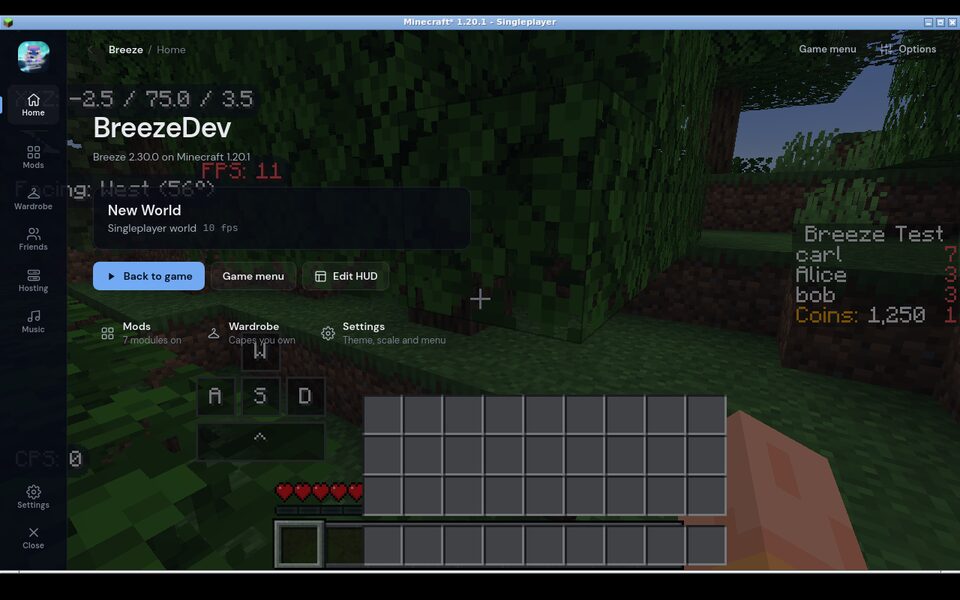 Minecraft* 1.20.1 - Singleplayer
Breeze / Home
Game menu
Options
Home
-2.5 / 75.0 / 3.5
BreezeDev
Breeze 2.30.0 on Minecraft 1.20.1
FPS: 11
Mods
Facing: West (56°)
Wardrobe
New World
Singleplayer world 10 fps
Friends
Breeze Test
carl 7
Alice 3
bob 3
Coins: 1,250 1
Hosting
Back to game
Game menu
Edit HUD
Music
Mods
7 modules on
Wardrobe
Capes you own
Settings
Theme, scale and menu
W
A S D
^
CPS: 0
Settings
Close